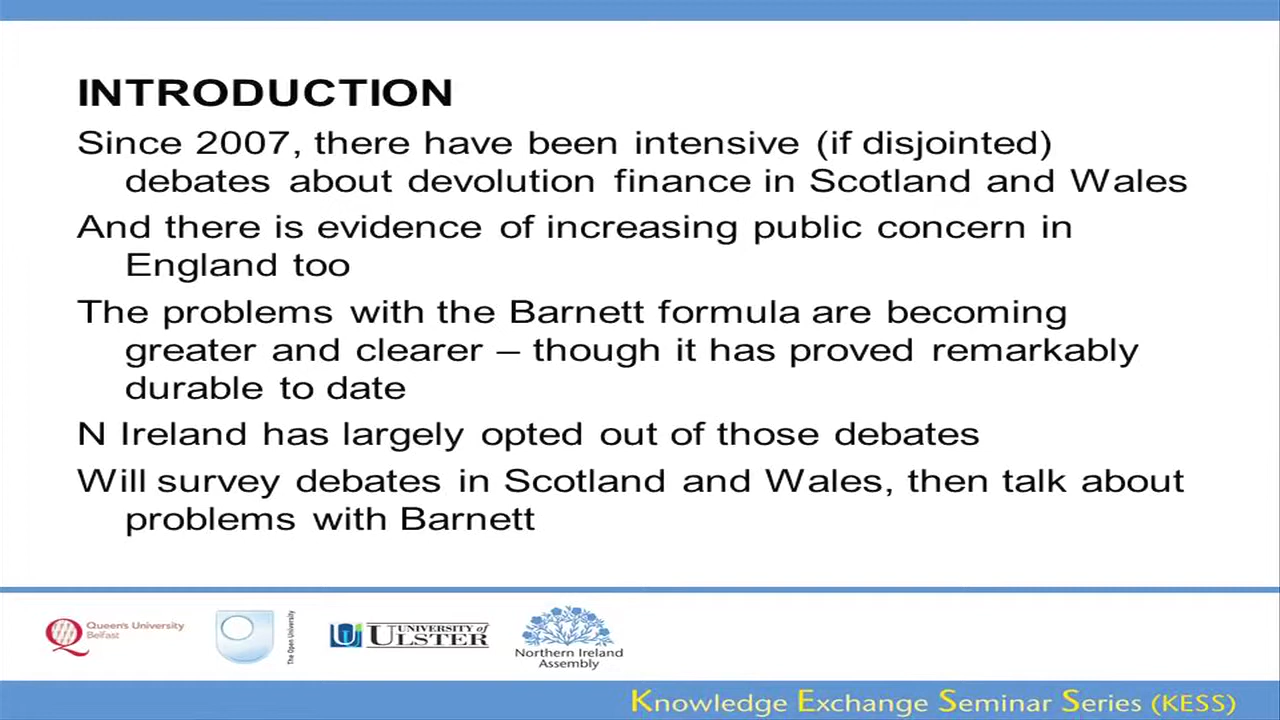 INTRODUCTION
Since 2007, there have been intensive (if disjointed)
debates about devolution finance in Scotland and Wales
And there is evidence of increasing public concern in
England too
The problems with the Barnett formula are becoming
greater and clearer – though it has proved remarkably
durable to date
N Ireland has largely opted out of those debates
Will survey debates in Scotland and Wales, then talk about
problems with Barnett
Queen's University
Belfast
The Open University
UNIVERSITY of
ULSTER
Northern Ireland
Assembly
Knowledge Exchange Seminar Series (KESS)